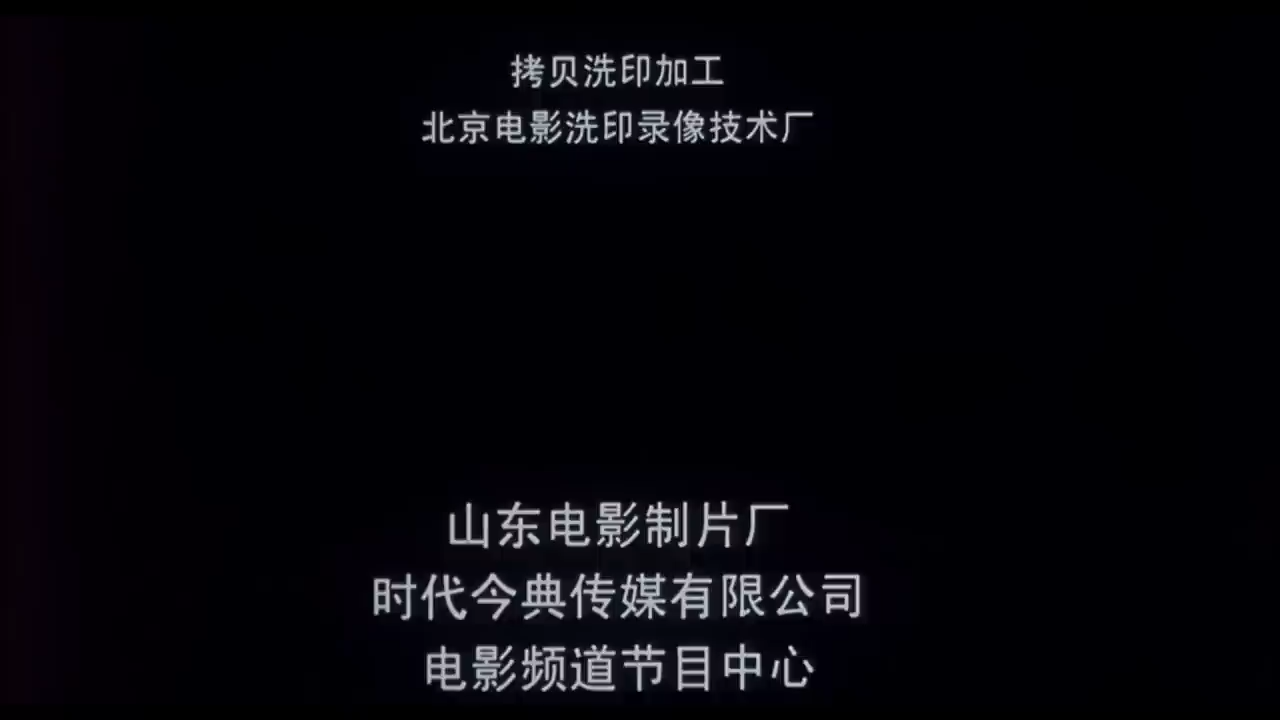 拷贝洗印加工
北京电影洗印录像技术厂
山东电影制片厂
时代今典传媒有限公司
电影频道节目中心